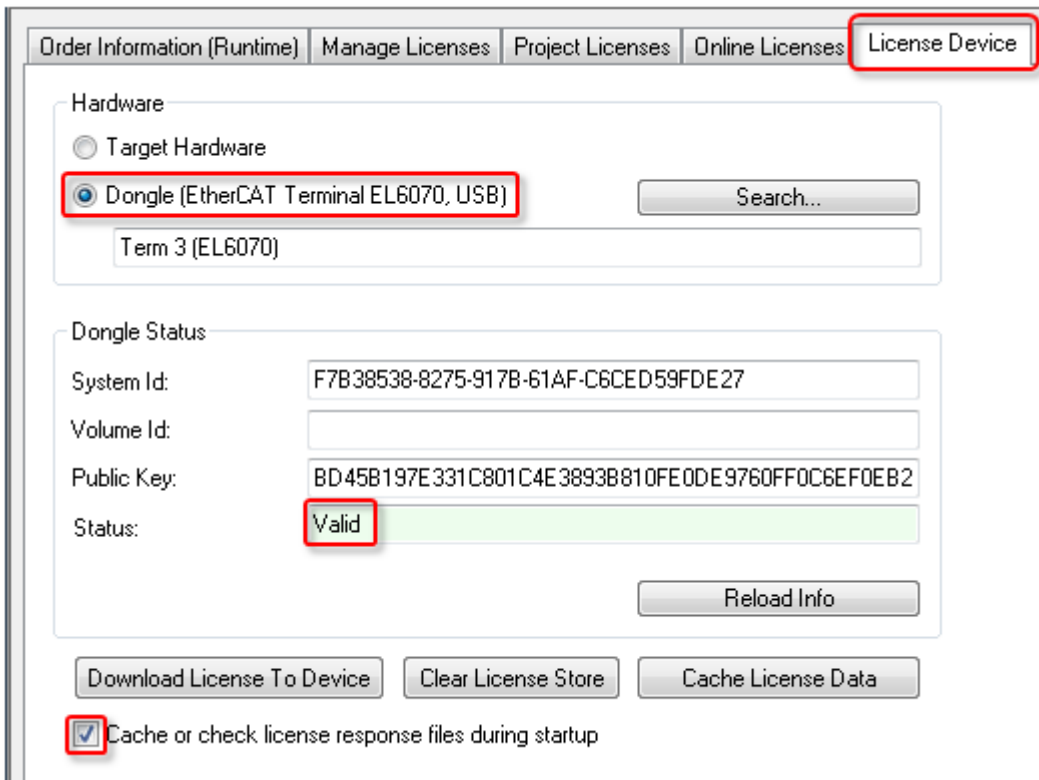 Order Information (Runtime) Manage Licenses Project Licenses Online Licenses License Device
Hardware
Target Hardware
Dongle (EtherCAT Terminal EL6070, USB) Search...
Term 3 (EL6070)
Dongle Status
System Id: F7B38538-8275-917B-61AF-C6CED59FDE27
Volume Id:
Public Key: BD45B197E331C801C4E3893B810FE0DE9760FF0C6EF0EB2
Status: Valid
Reload Info
Download License To Device Clear License Store Cache License Data
Cache or check license response files during startup